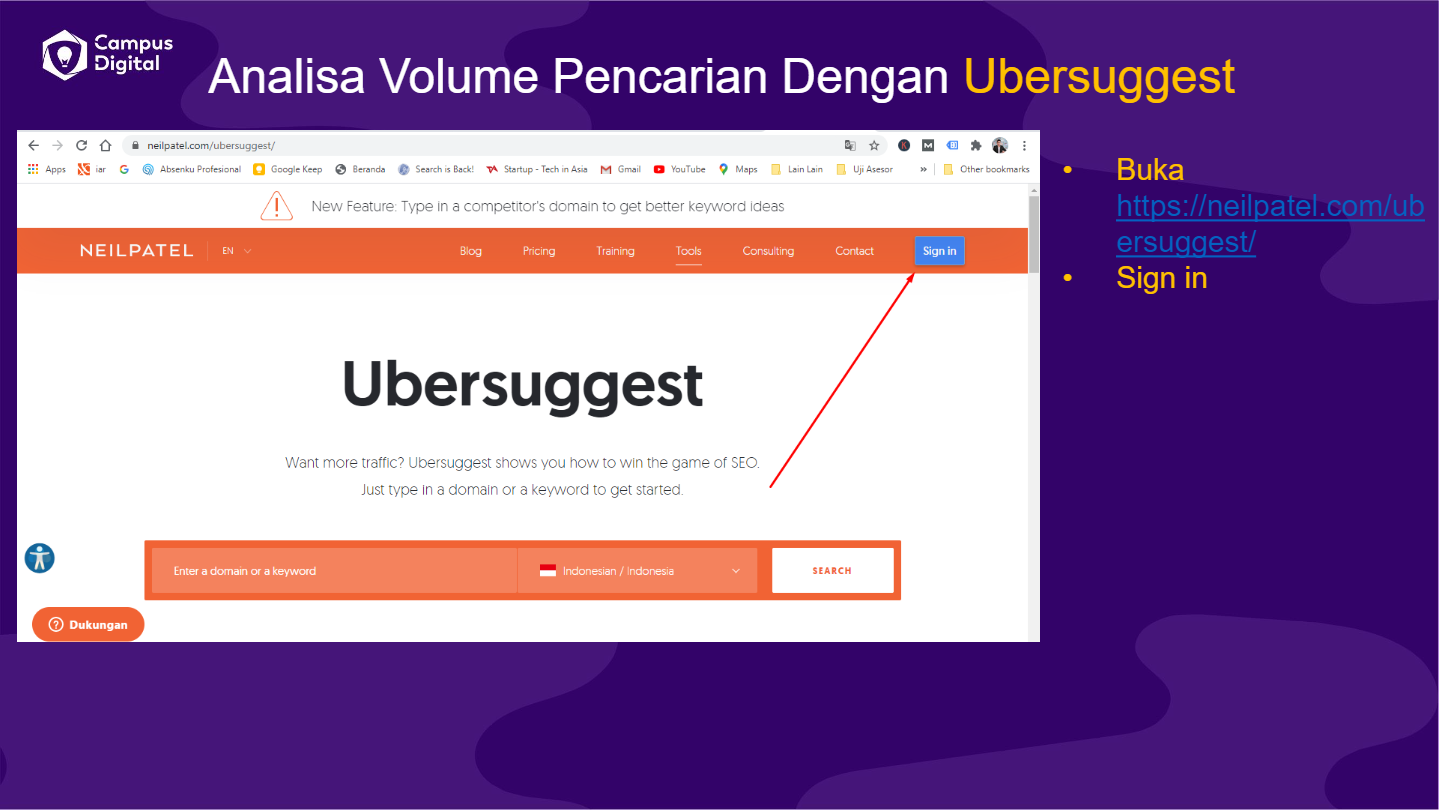 Campus
Digital
Analisa Volume Pencarian Dengan Ubersuggest
neilpatel.com/ubersuggest/
Apps iar Absenku Profesional Google Keep Beranda Search is Back! Startup - Tech in Asia Gmail YouTube Maps Lain Lain Uji Asesor » Other bookmarks
New Feature: Type in a competitor's domain to get better keyword ideas
NEILPATEL EN Blog Pricing Training Tools Consulting Contact Sign in
Ubersuggest
Want more traffic? Ubersuggest shows you how to win the game of SEO.
Just type in a domain or a keyword to get started.
Enter a domain or a keyword Indonesian / Indonesia SEARCH
Dukungan
• Buka
https://neilpatel.com/ub
ersuggest/
• Sign in